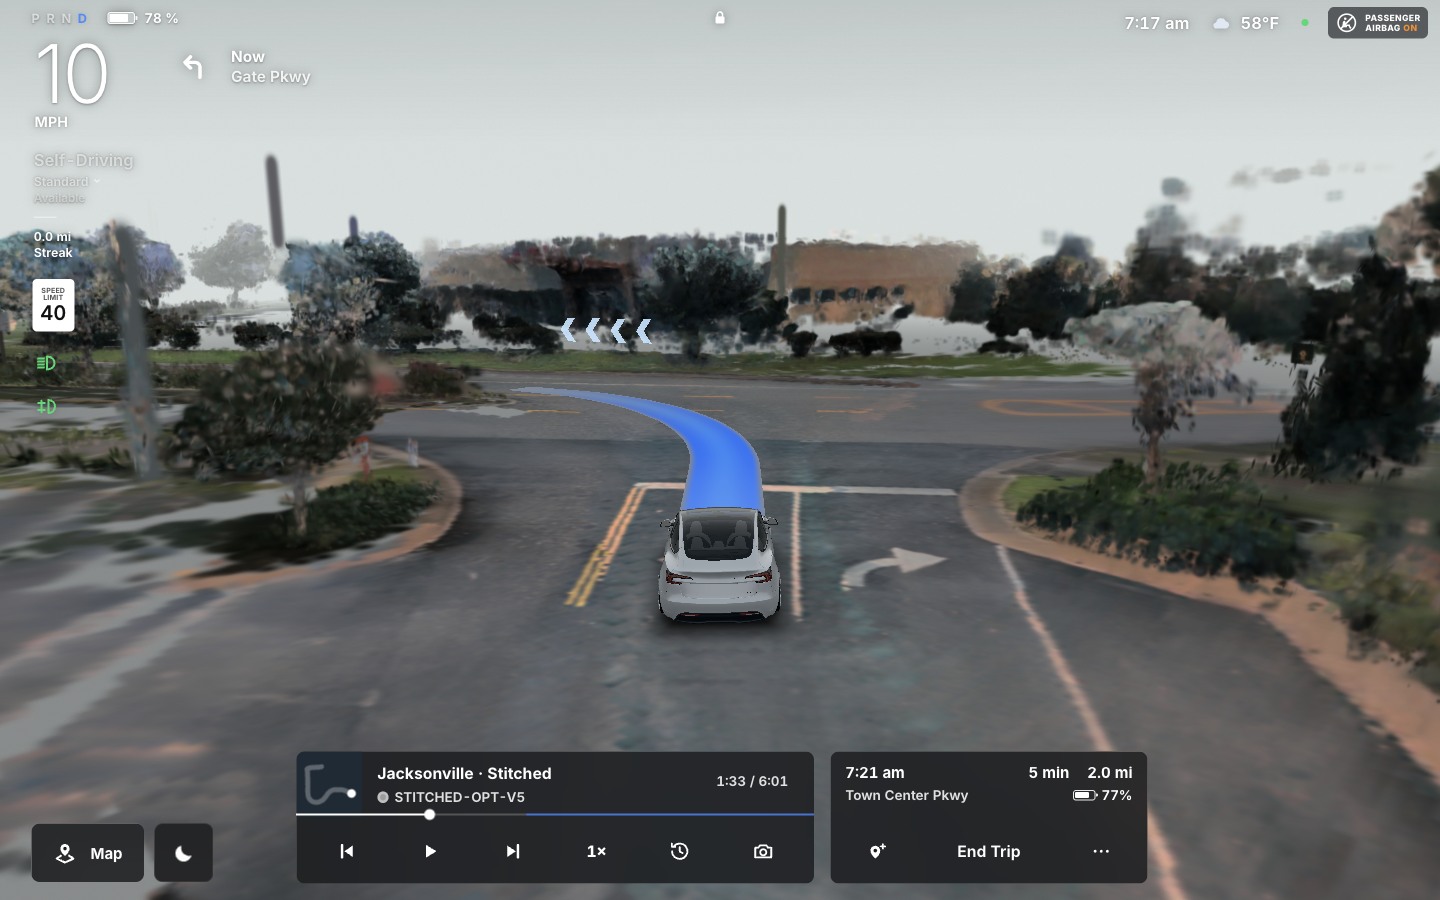 P R N D
78 %
7:17 am
58°F
PASSENGER
AIRBAG ON
10
MPH
Now
Gate Pkwy
Self-Driving
Standard
Available
0.0 mi
Streak
SPEED
LIMIT
40
Jacksonville · Stitched
STITCHED-OPT-V5
1:33 / 6:01
1×
7:21 am
5 min
2.0 mi
Town Center Pkwy
77%
End Trip
Map